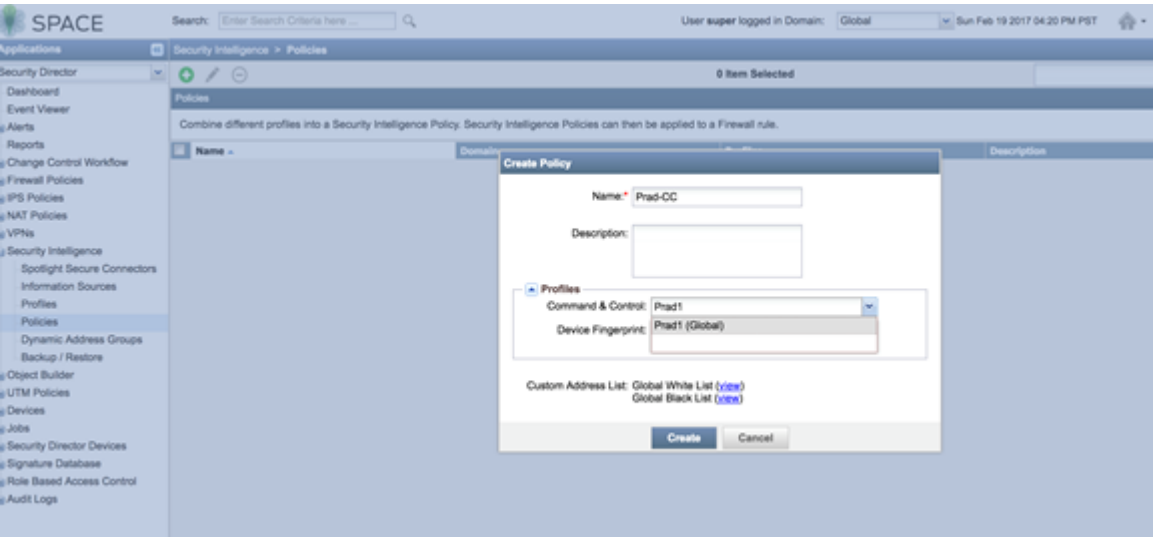 SPACE
Search: Enter Search Criteria here ...
User super logged in Domain: Global Sun Feb 19 2017 04:20 PM PST
Applications
Security Intelligence > Policies
Security Director
0 Item Selected
Dashboard
Event Viewer
Alerts
Reports
Change Control Workflow
Firewall Policies
IPS Policies
NAT Policies
VPNs
Security Intelligence
Spotlight Secure Connectors
Information Sources
Profiles
Policies
Dynamic Address Groups
Backup / Restore
Object Builder
UTM Policies
Devices
Jobs
Security Director Devices
Signature Database
Role Based Access Control
Audit Logs
Policies
Combine different profiles into a Security Intelligence Policy. Security Intelligence Policies can then be applied to a Firewall rule.
Name Domain Description
Create Policy
Name:* Prad-CC
Description:
Profiles
Command & Control: Prad1
Device Fingerprint: Prad1 (Global)
Custom Address List: Global White List (view)
Global Black List (view)
Create Cancel